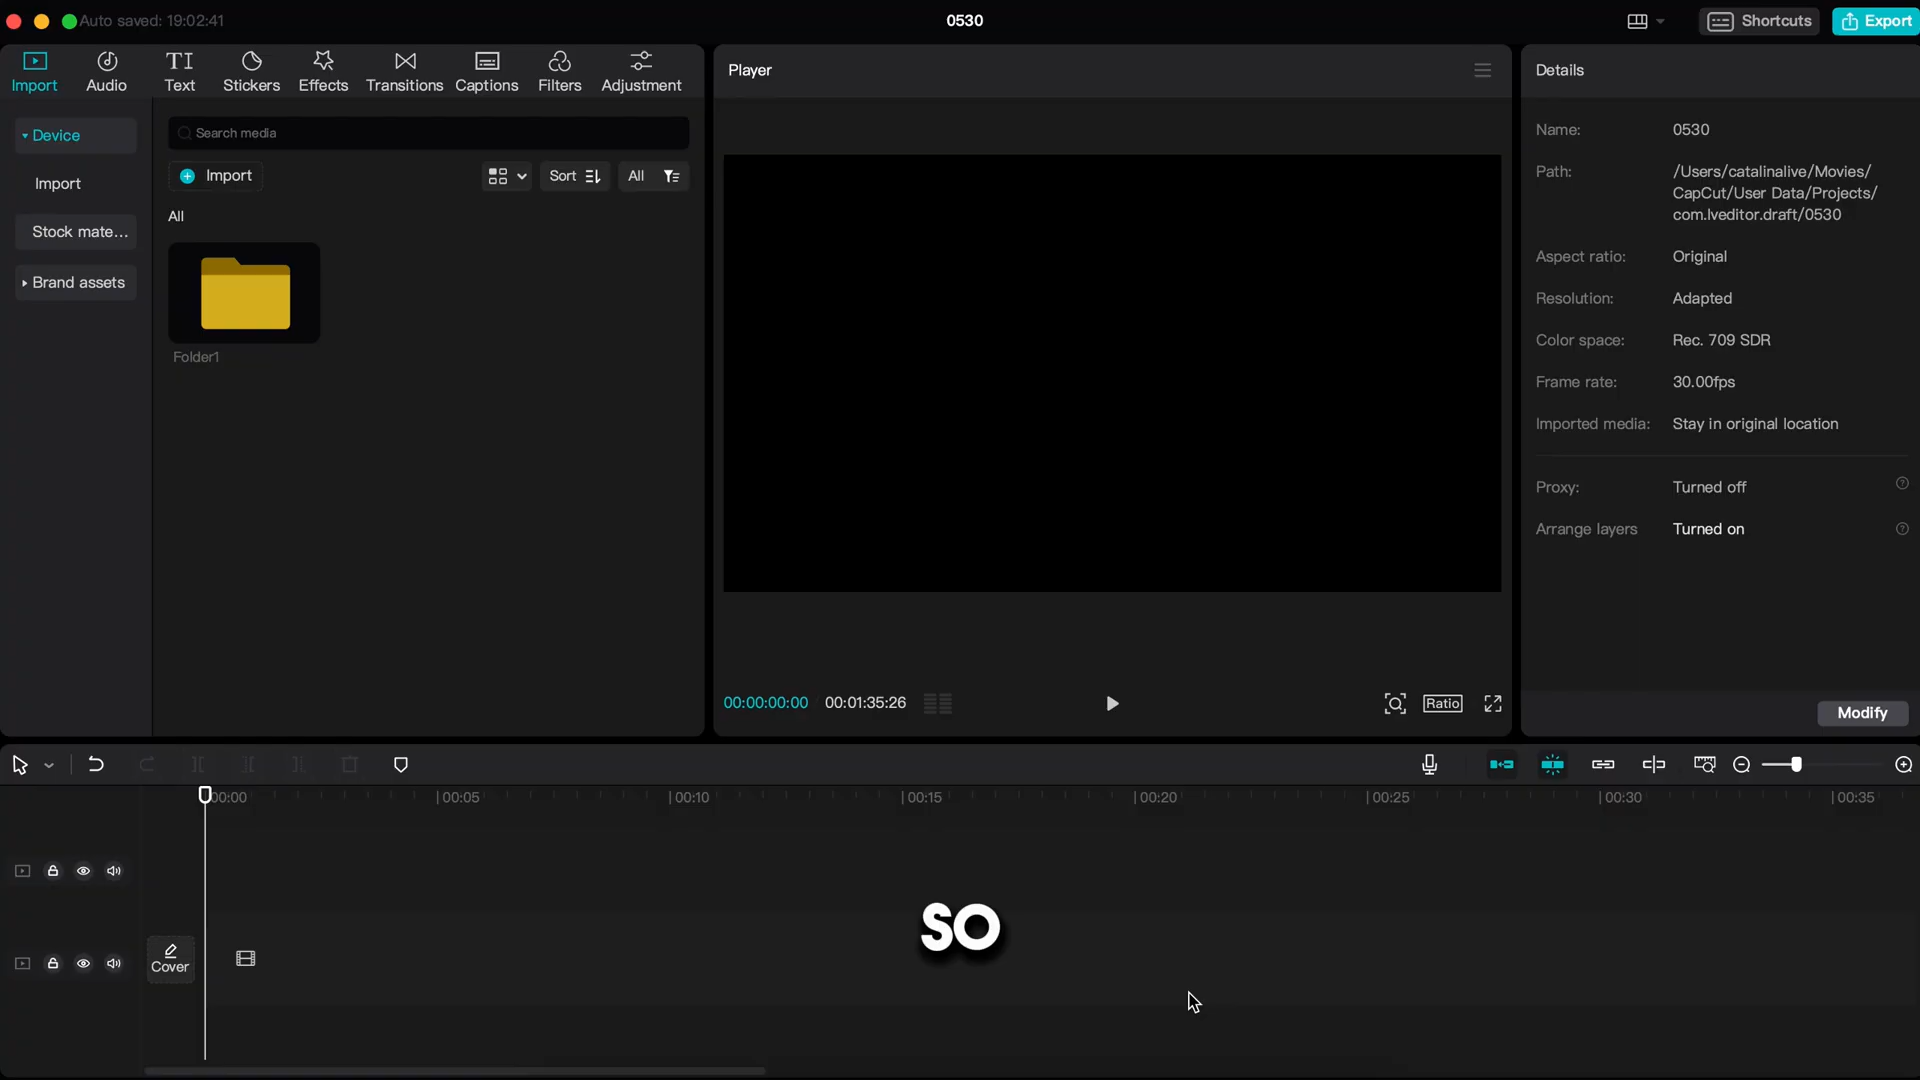 Auto saved: 19:02:41
0530
Shortcuts
Export
Import
Audio
Text
Stickers
Effects
Transitions
Captions
Filters
Adjustment
Device
Import
Stock mate...
Brand assets
Search media
Import
Sort
All
All
Folder1
Player
00:00:00:00
00:01:35:26
Ratio
Details
Name: 0530
Path: /Users/catalinalive/Movies/
CapCut/User Data/Projects/
com.lveditor.draft/0530
Aspect ratio: Original
Resolution: Adapted
Color space: Rec. 709 SDR
Frame rate: 30.00fps
Imported media: Stay in original location
Proxy: Turned off
Arrange layers Turned on
Modify
00:00
00:05
00:10
00:15
00:20
00:25
00:30
00:35
Cover
SO